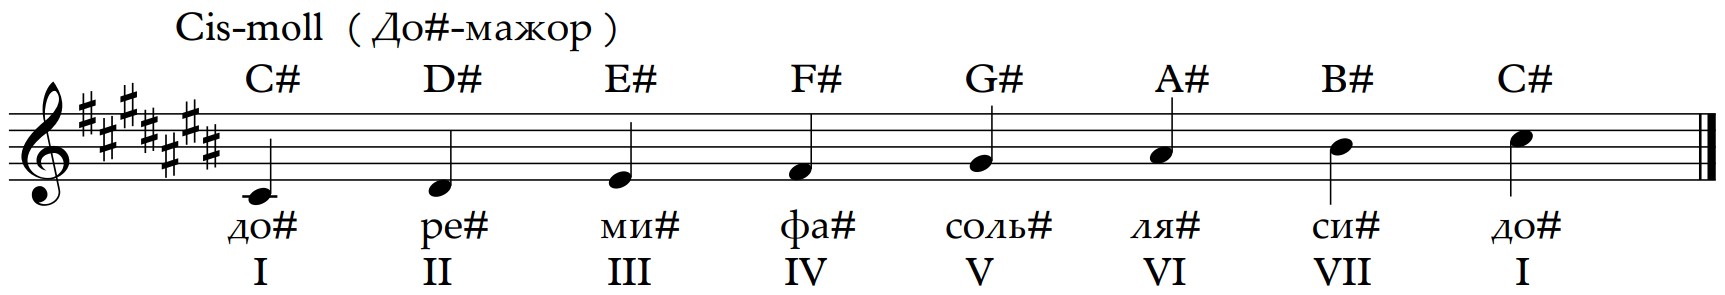 Cis-moll ( До#-мажор )
C# D# E# F# G# A# B# C#
до# ре# ми# фа# соль# ля# си# до#
I II III IV V VI VII I